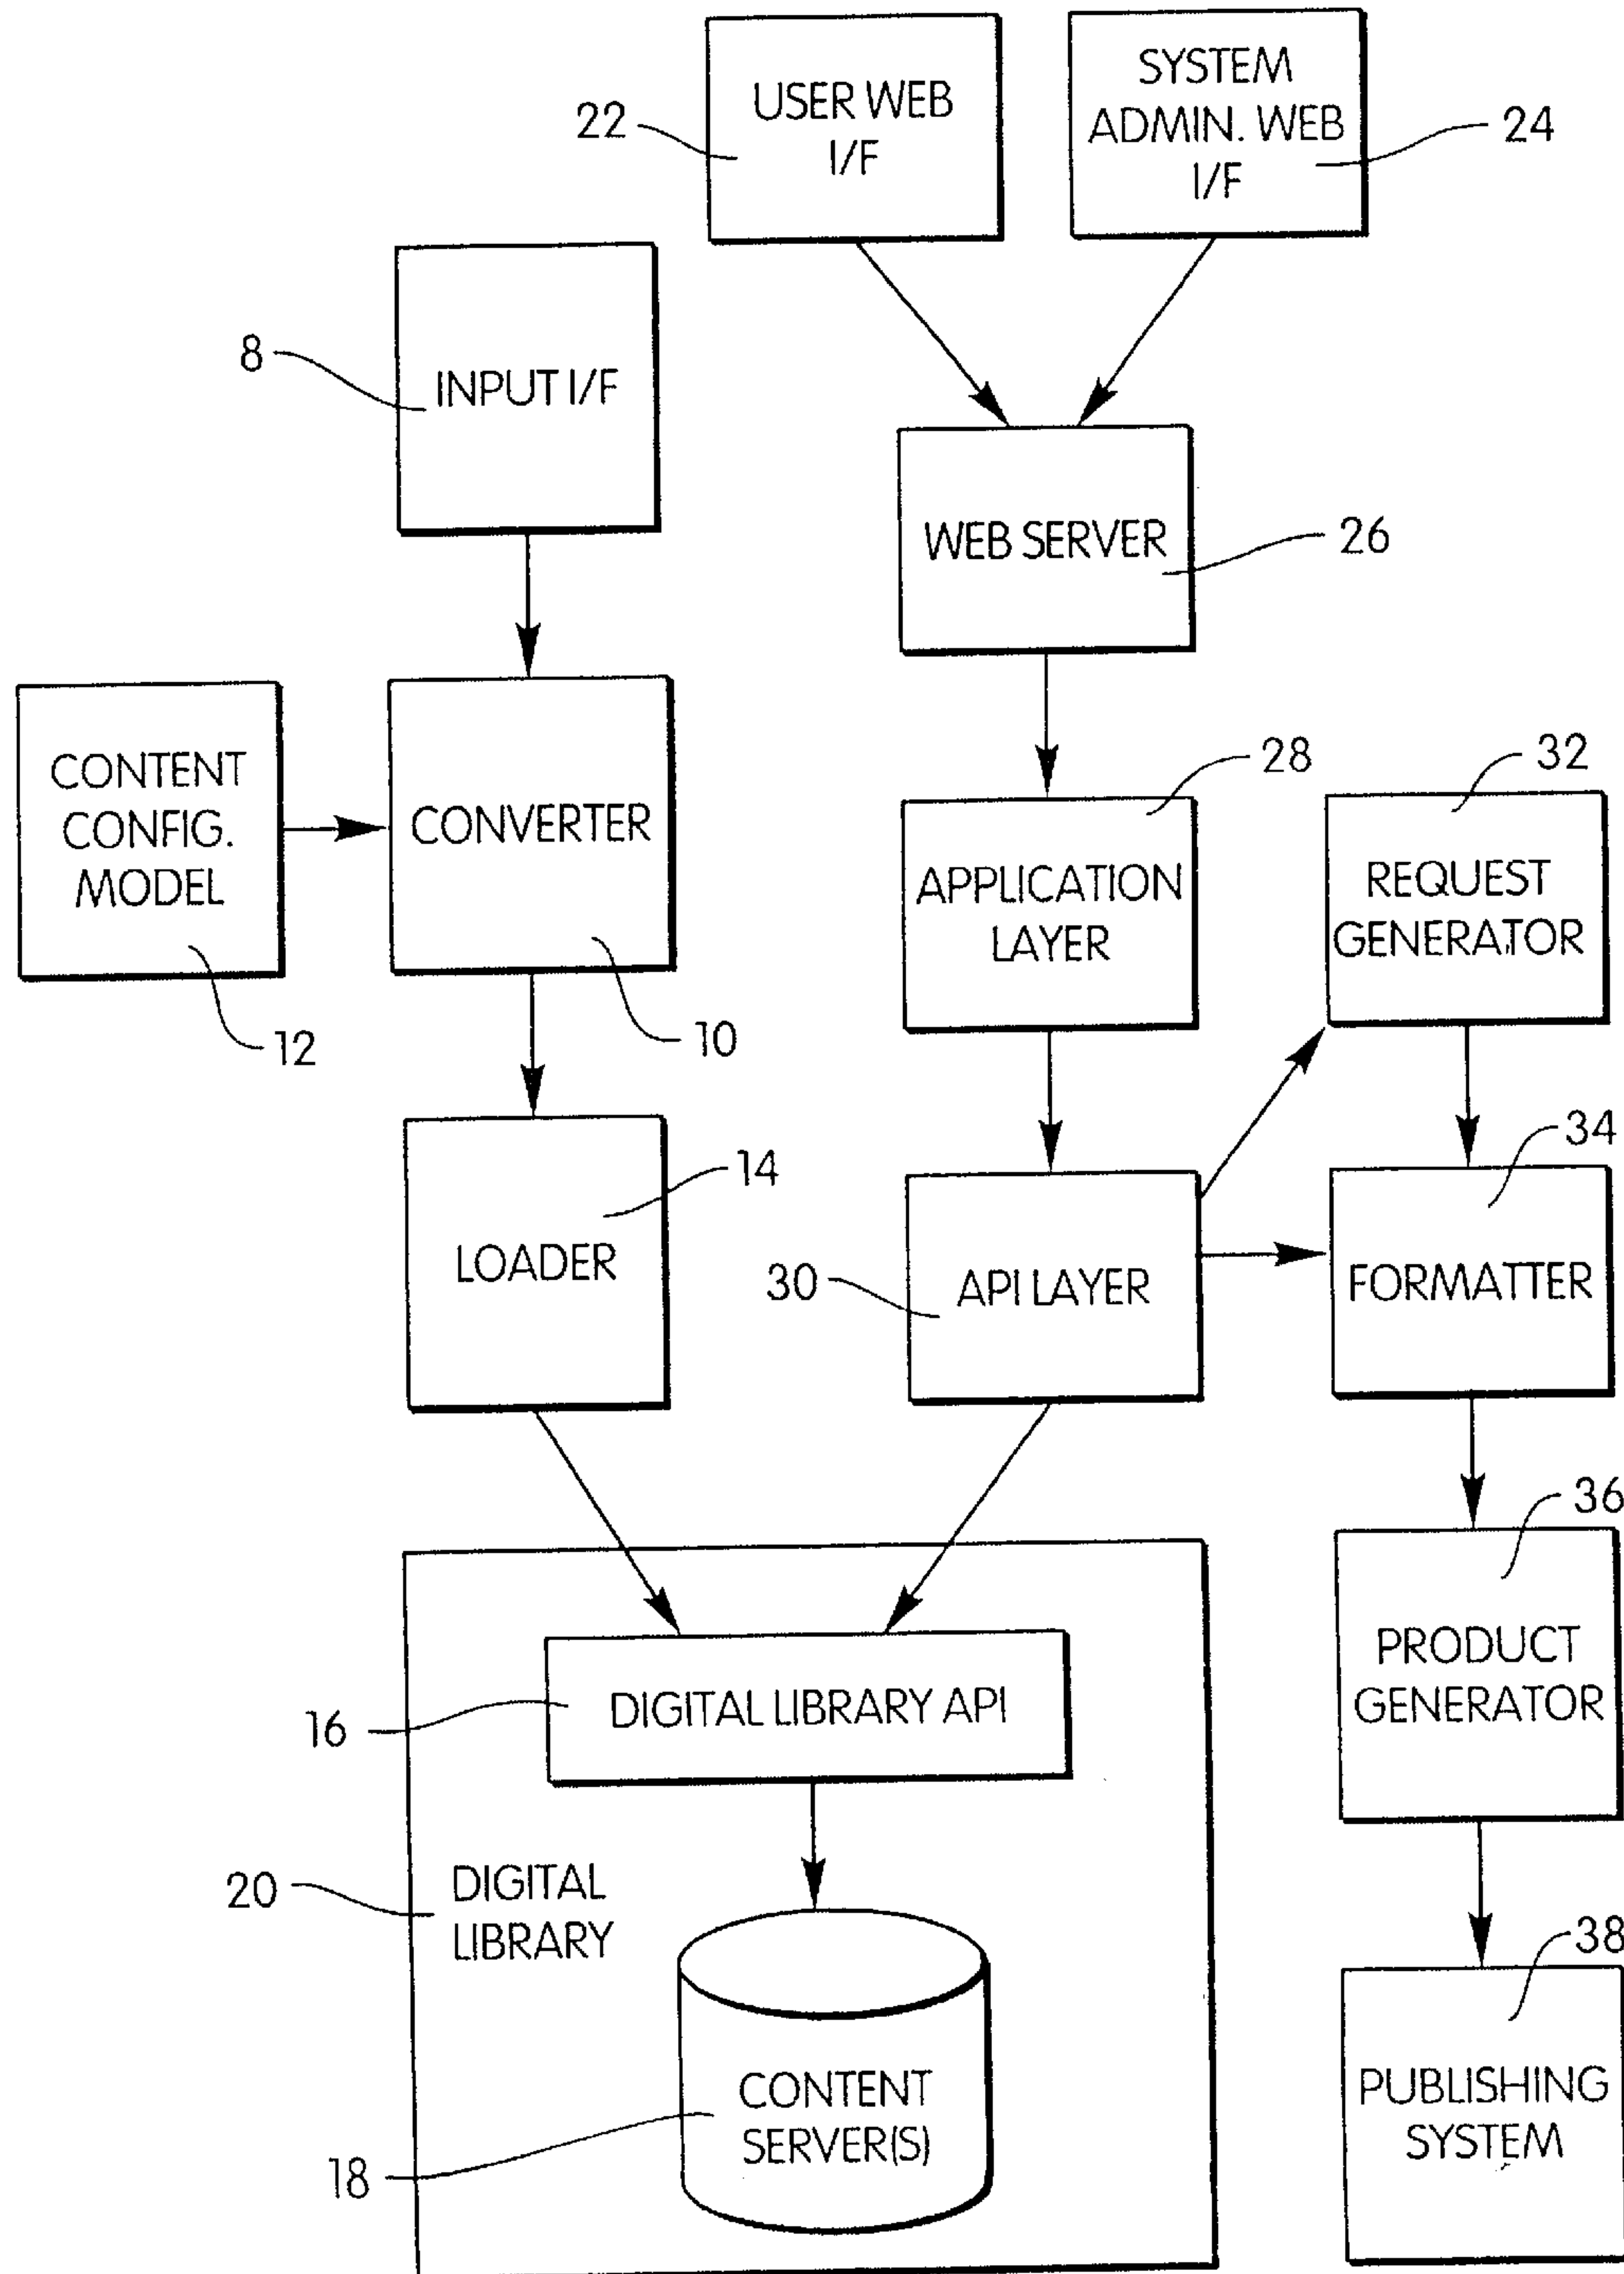 USER WEB
I/F
22
SYSTEM
ADMIN. WEB
I/F
24
8
INPUT I/F
WEB SERVER
26
CONTENT
CONFIG.
MODEL
12
CONVERTER
10
28
APPLICATION
LAYER
32
REQUEST
GENERATOR
14
LOADER
30
API LAYER
34
FORMATTER
36
PRODUCT
GENERATOR
16
DIGITAL LIBRARY API
20
DIGITAL
LIBRARY
18
CONTENT
SERVER(S)
38
PUBLISHING
SYSTEM